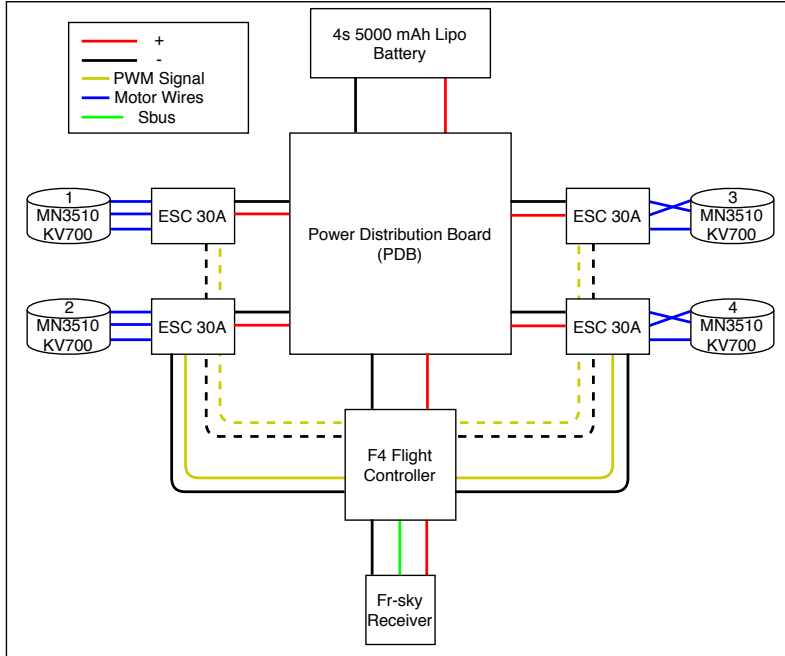 +
-
PWM Signal
Motor Wires
Sbus
4s 5000 mAh Lipo
Battery
1
MN3510
KV700
ESC 30A
Power Distribution Board
(PDB)
ESC 30A
3
MN3510
KV700
2
MN3510
KV700
ESC 30A
ESC 30A
4
MN3510
KV700
F4 Flight
Controller
Fr-sky
Receiver